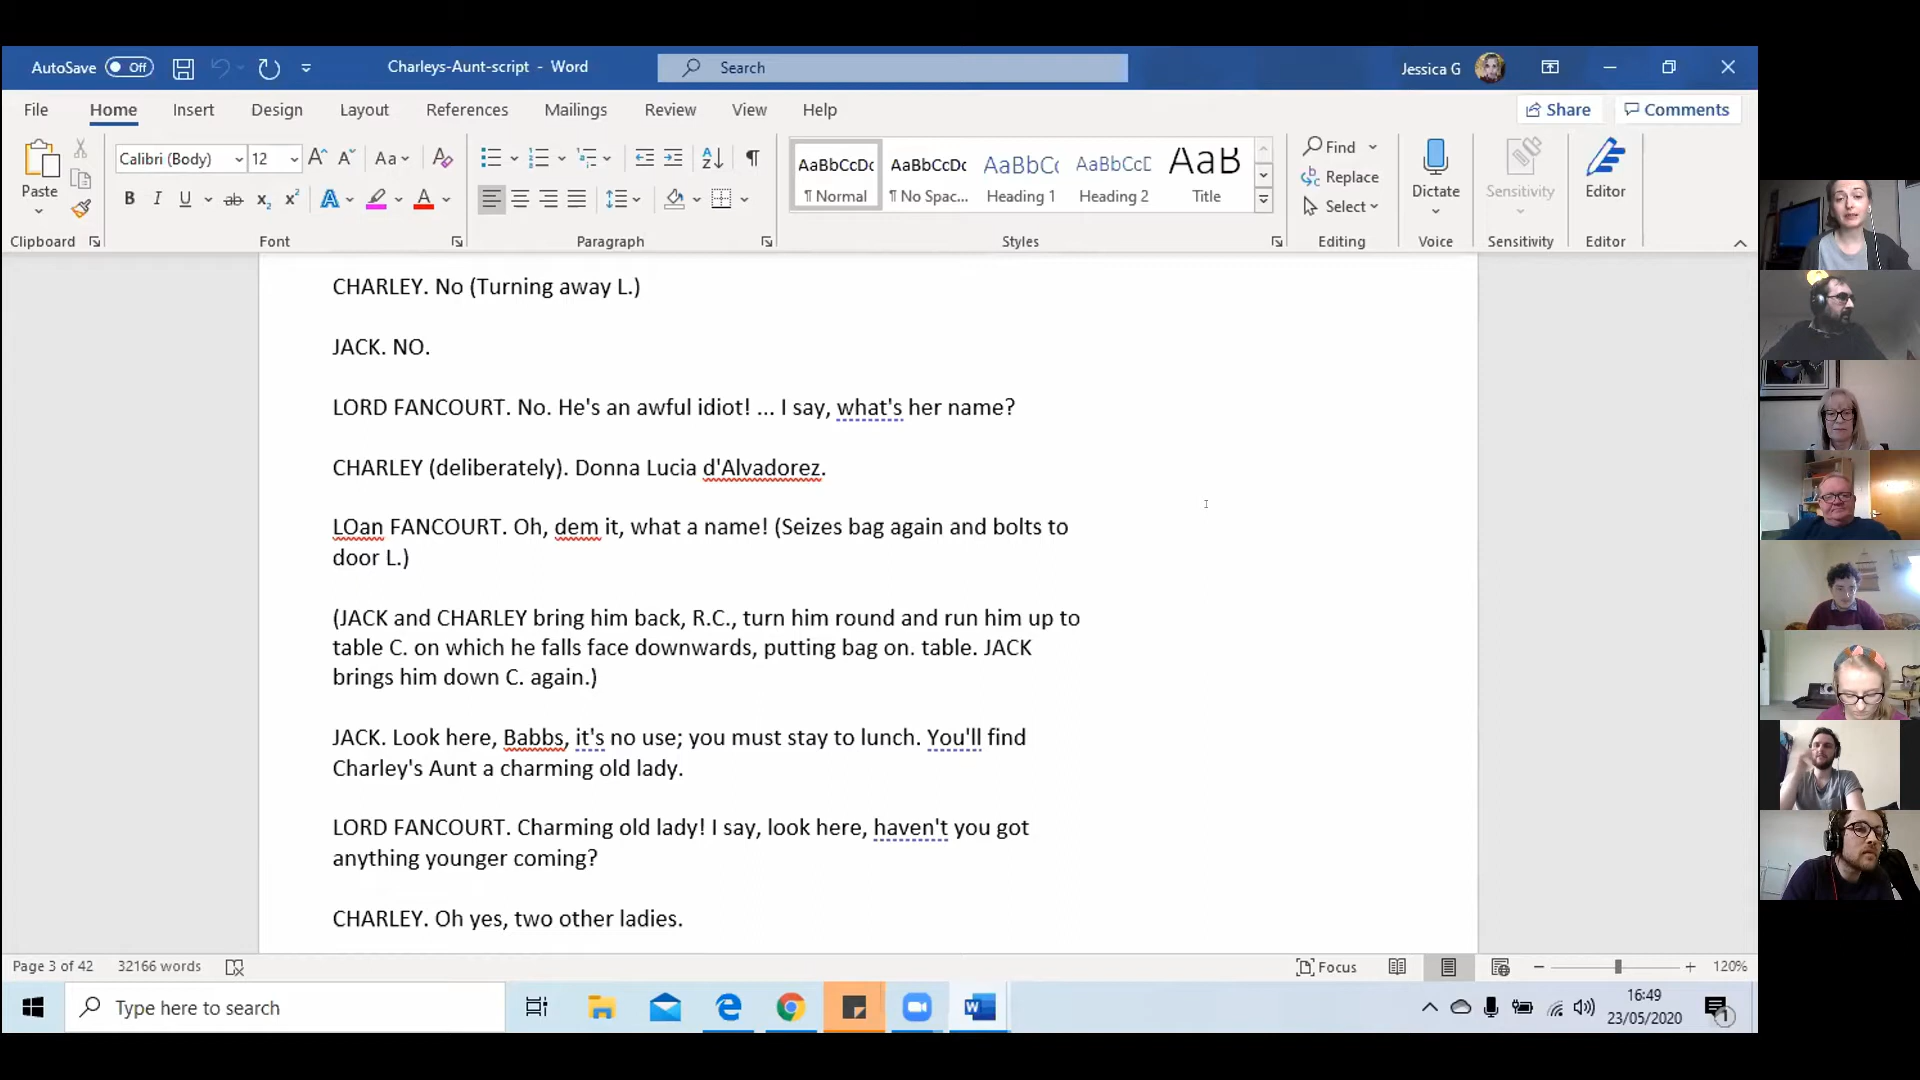 AutoSave Off Charleys-Aunt-script - Word Search Jessica G
File Home Insert Design Layout References Mailings Review View Help Share Comments
Paste Calibri (Body) 12 Aa AaBbCcDc AaBbCcDc AaBbCc AaBbCcD AaB Find Dictate Sensitivity Editor
B I U ab x₂ x² A A ¶ Normal ¶ No Spac... Heading 1 Heading 2 Title Replace
Select
Clipboard Font Paragraph Styles Editing Voice Sensitivity Editor
CHARLEY. No (Turning away L.)
JACK. NO.
LORD FANCOURT. No. He's an awful idiot! ... I say, what's her name?
CHARLEY (deliberately). Donna Lucia d'Alvadorez.
LOan FANCOURT. Oh, dem it, what a name! (Seizes bag again and bolts to
door L.)
(JACK and CHARLEY bring him back, R.C., turn him round and run him up to
table C. on which he falls face downwards, putting bag on. table. JACK
brings him down C. again.)
JACK. Look here, Babbs, it's no use; you must stay to lunch. You'll find
Charley's Aunt a charming old lady.
LORD FANCOURT. Charming old lady! I say, look here, haven't you got
anything younger coming?
CHARLEY. Oh yes, two other ladies.
Page 3 of 42 32166 words Focus 120%
Type here to search 16:49
23/05/2020 1